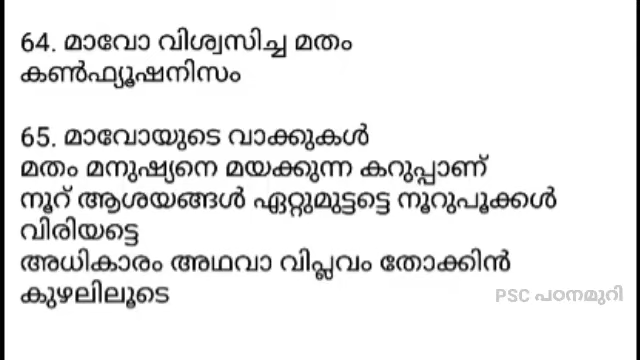 64. മാവോ വിശ്വസിച്ച മതം
കൺഫ്യൂഷനിസം
65. മാവോയുടെ വാക്കുകൾ
മതം മനുഷ്യനെ മയക്കുന്ന കറുപ്പാണ്
നൂറ് ആശയങ്ങൾ ഏറ്റുമുട്ടട്ടെ നൂറുപൂക്കൾ
വിരിയട്ടെ
അധികാരം അഥവാ വിപ്ലവം തോക്കിൻ
കുഴലിലൂടെ
PSC പഠനമുറി